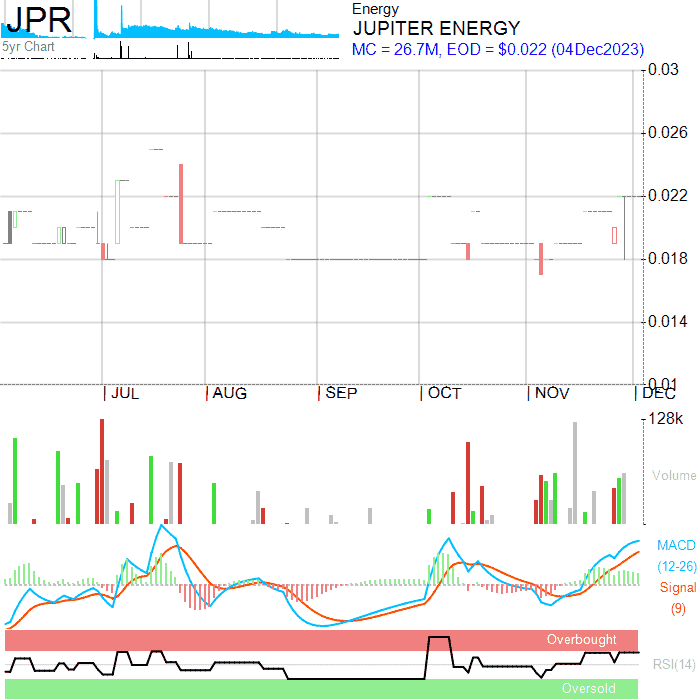 JPR
5yr Chart
Energy
JUPITER ENERGY
MC = 26.7M, EOD = $0.022 (04Dec2023)
0.03
0.026
0.022
0.018
0.014
0.01
JUL AUG SEP OCT NOV DEC
128k
Volume
MACD
(12-26)
Signal
(9)
Overbought
RSI(14)
Oversold